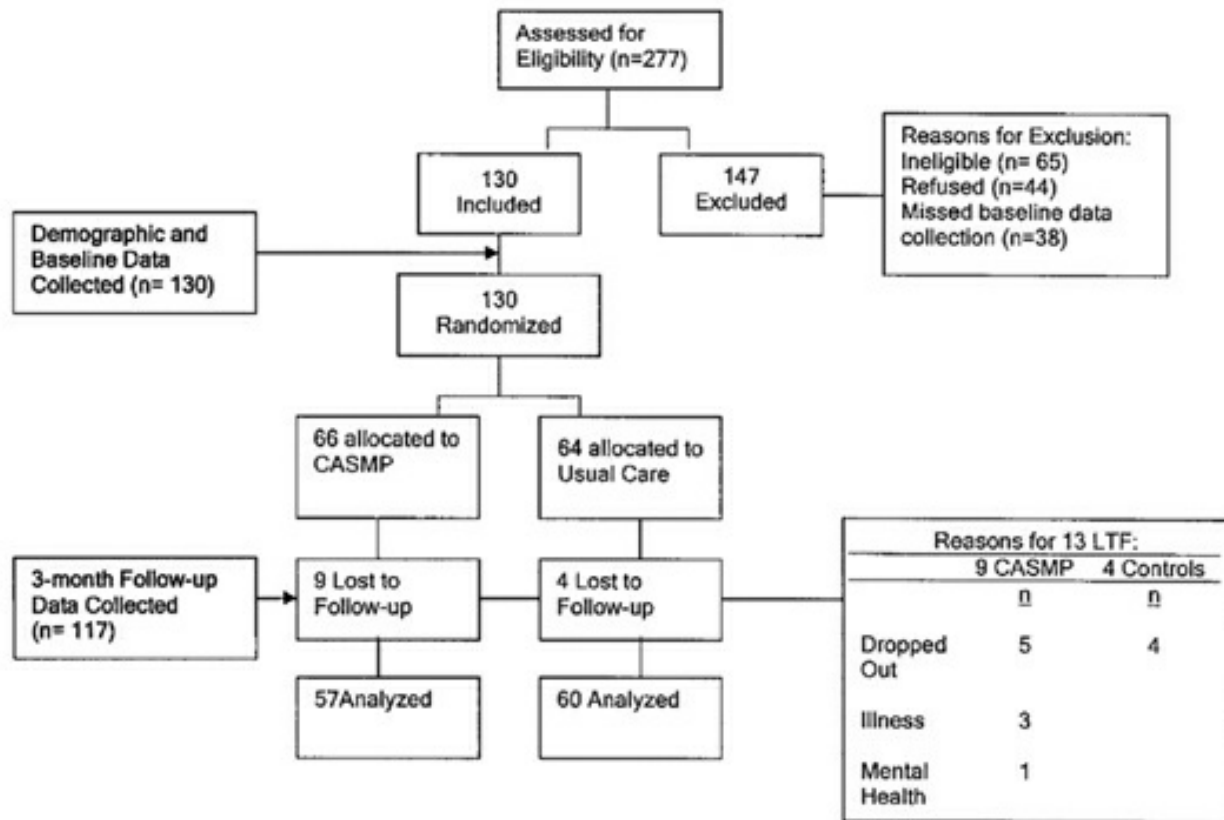 Assessed for
Eligibility (n=277)
130
Included
147
Excluded
Reasons for Exclusion:
Ineligible (n= 65)
Refused (n=44)
Missed baseline data
collection (n=38)
Demographic and
Baseline Data
Collected (n= 130)
130
Randomized
66 allocated to
CASMP
64 allocated to
Usual Care
3-month Follow-up
Data Collected
(n= 117)
9 Lost to
Follow-up
4 Lost to
Follow-up
57Analyzed
60 Analyzed
Reasons for 13 LTF:
9 CASMP 4 Controls
n n
Dropped 5 4
Out
Illness 3
Mental 1
Health